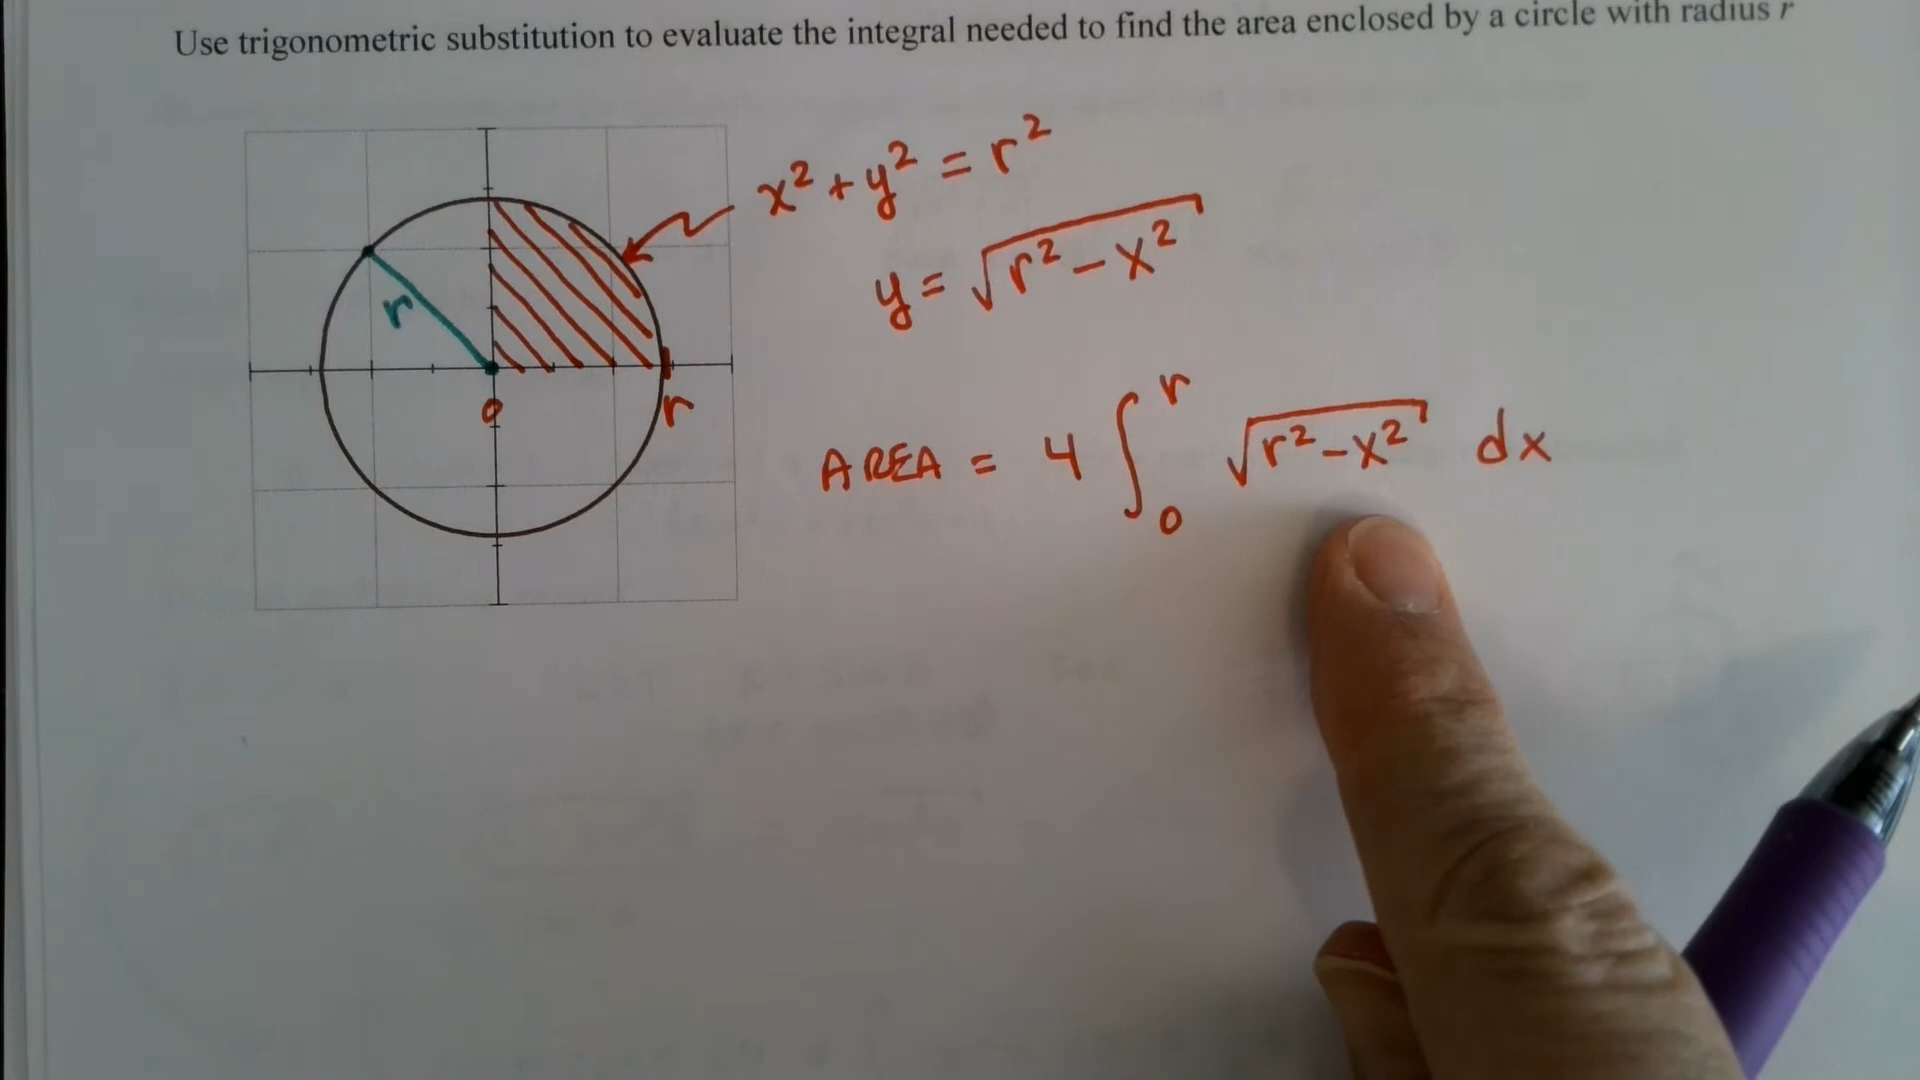 Use trigonometric substitution to evaluate the integral needed to find the area enclosed by a circle with radius r
x² + y² = r²
y = √(r² - x²)
r
0
r
AREA = 4 ∫₀ʳ √(r² - x²) dx